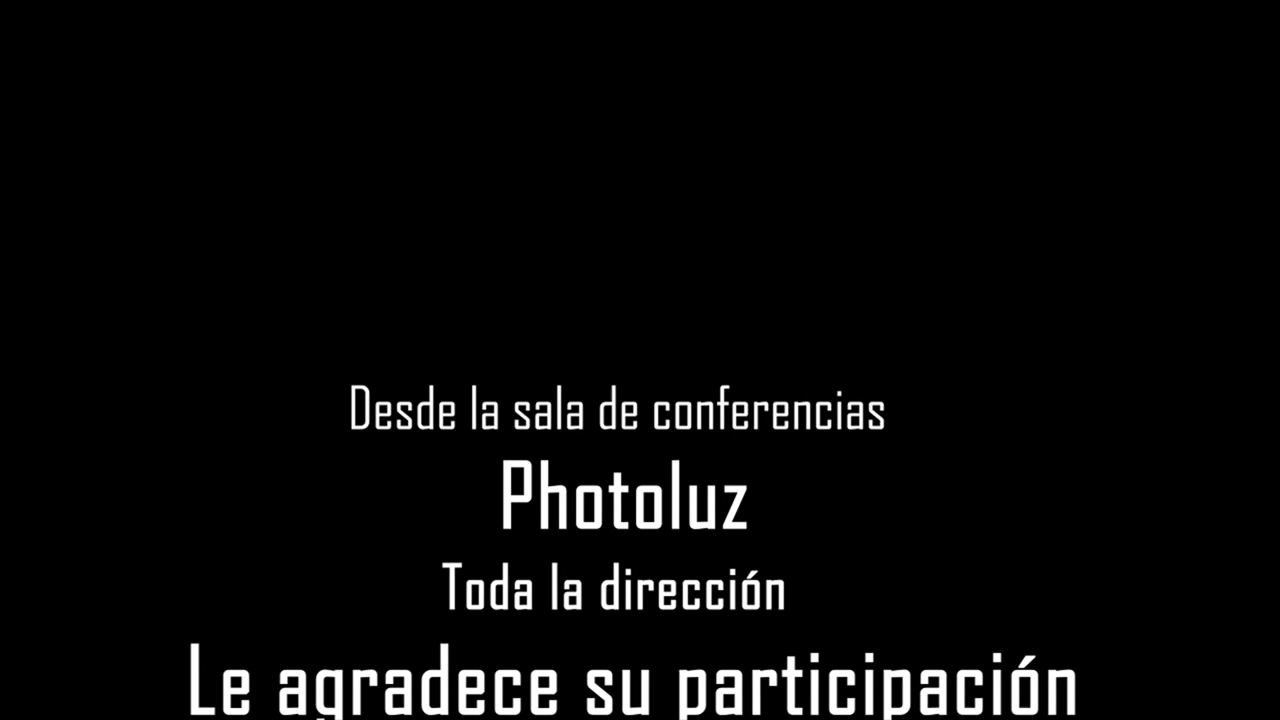 Desde la sala de conferencias
Photoluz
Toda la dirección
Le agradece su participación